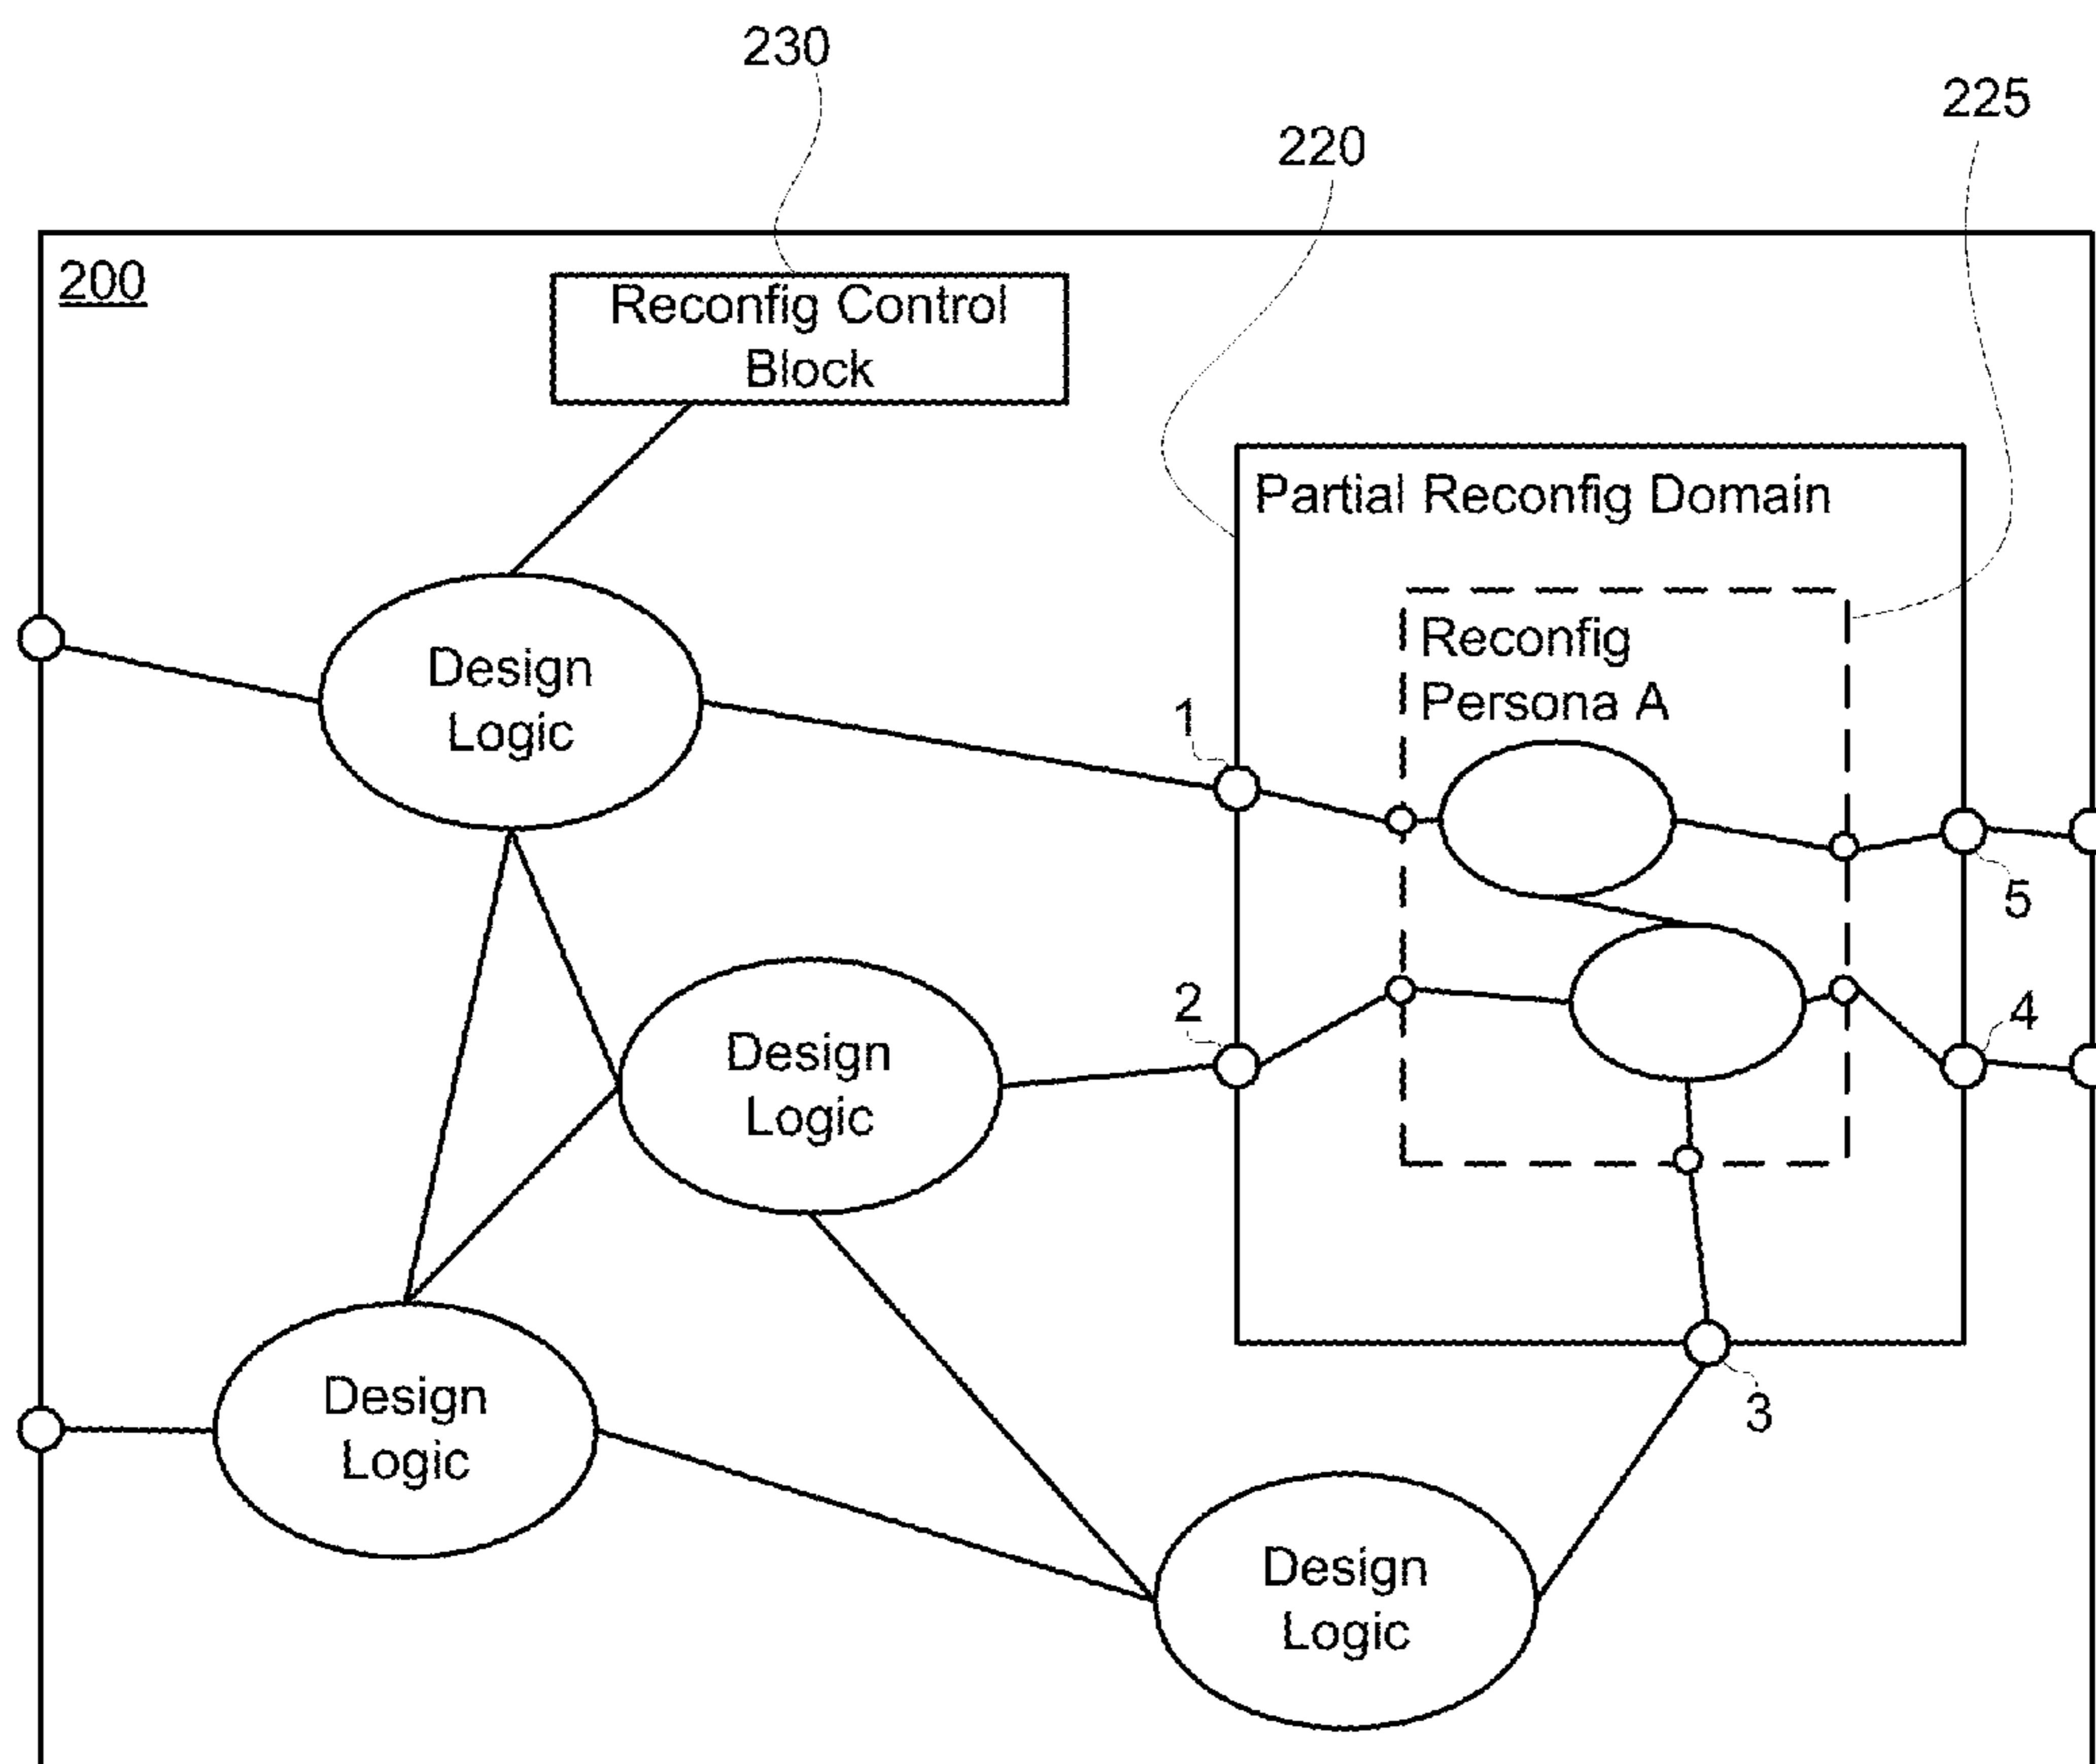 230
225
220
200
Reconfig Control
Block
Partial Reconfig Domain
Reconfig
Persona A
Design
Logic
1
5
2
4
Design
Logic
Design
Logic
3
Design
Logic